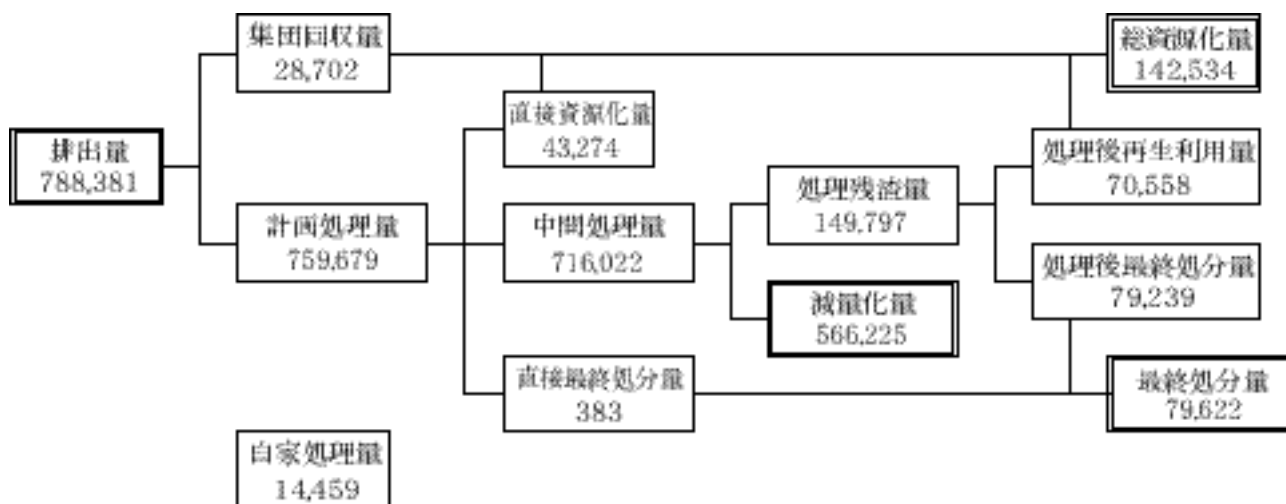 集団回収量
28,702
総資源化量
142,534
直接資源化量
43,274
排出量
788,381
処理後再生利用量
70,558
処理残渣量
149,797
計画処理量
759,679
中間処理量
716,022
処理後最終処分量
79,239
減量化量
566,225
直接最終処分量
383
最終処分量
79,622
自家処理量
14,459